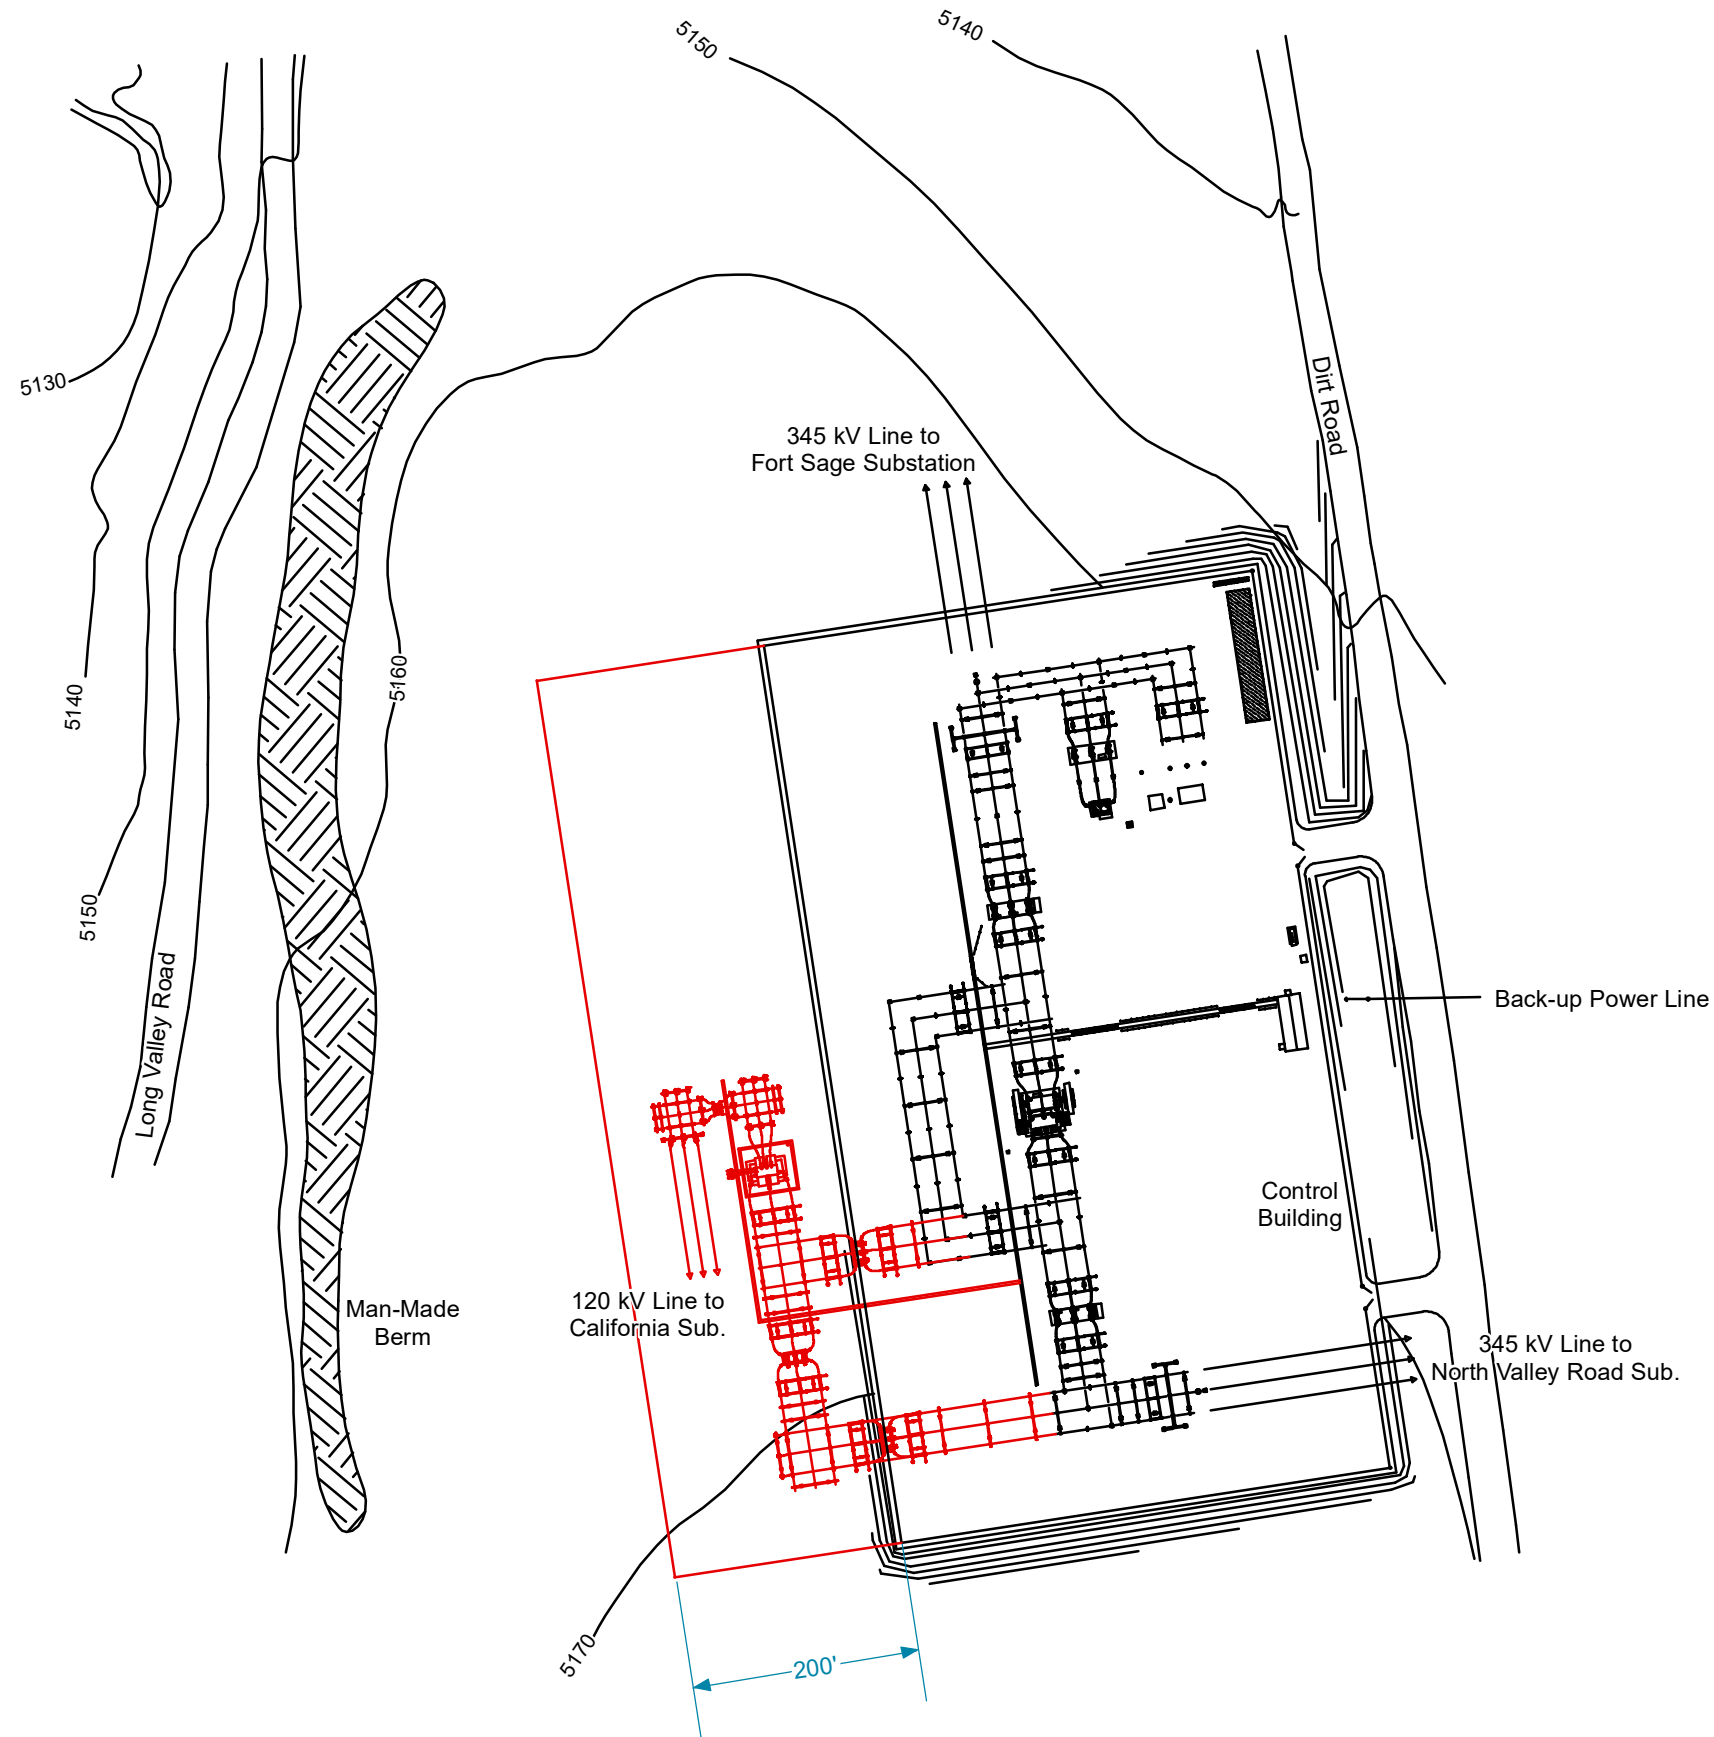 5150
5140
5130
Dirt Road
345 kV Line to
Fort Sage Substation
5160
5140
5150
Long Valley Road
Back-up Power Line
Control
Building
120 kV Line to
California Sub.
Man-Made
Berm
345 kV Line to
North Valley Road Sub.
5170
200'